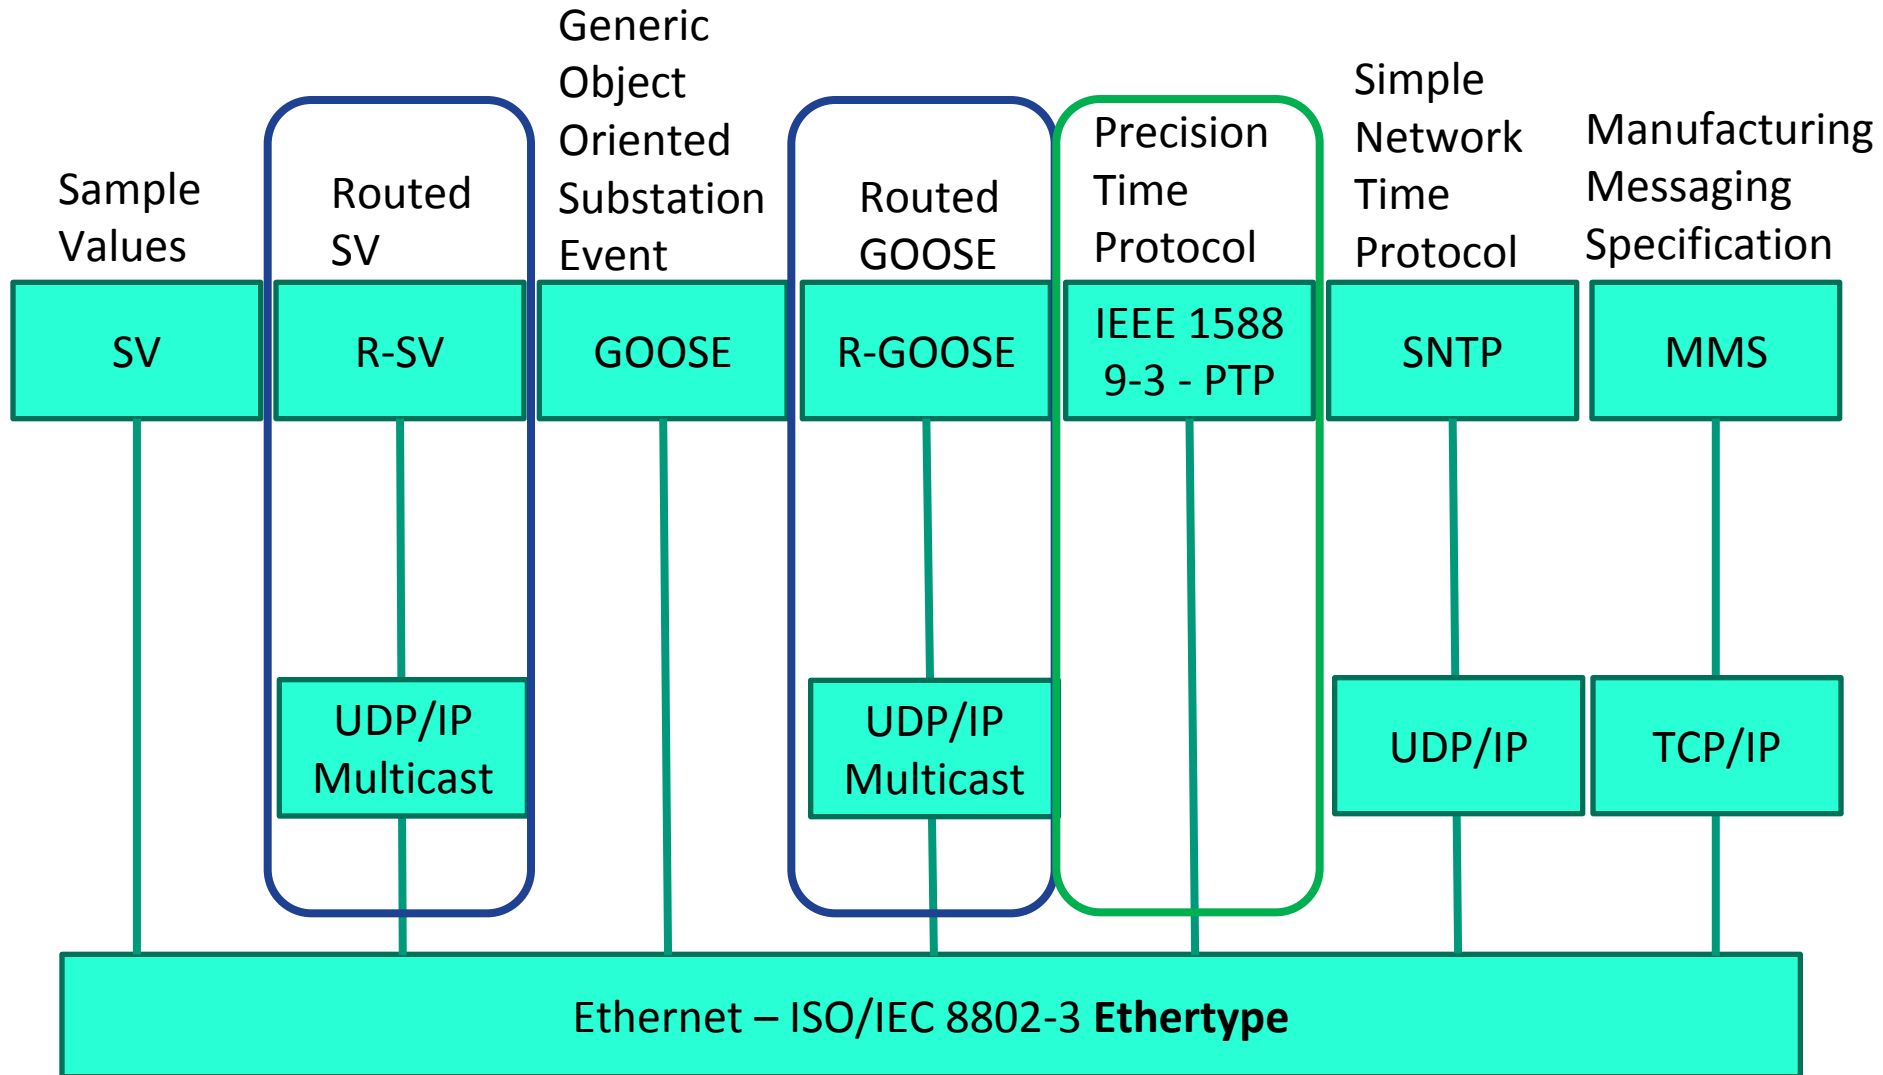 Sample
Values
Routed
SV
Generic
Object
Oriented
Substation
Event
Routed
GOOSE
Precision
Time
Protocol
Simple
Network
Time
Protocol
Manufacturing
Messaging
Specification
SV
R-SV
GOOSE
R-GOOSE
IEEE 1588
9-3 - PTP
SNTP
MMS
UDP/IP
Multicast
UDP/IP
Multicast
UDP/IP
TCP/IP
Ethernet – ISO/IEC 8802-3 Ethertype